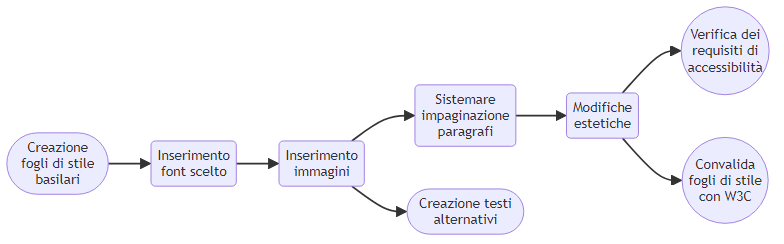 Creazione
fogli di stile
basilari
Inserimento
font scelto
Inserimento
immagini
Sistemare
impaginazione
paragrafi
Creazione testi
alternativi
Modifiche
estetiche
Verifica dei
requisiti di
accessibilità
Convalida
fogli di stile
con W3C